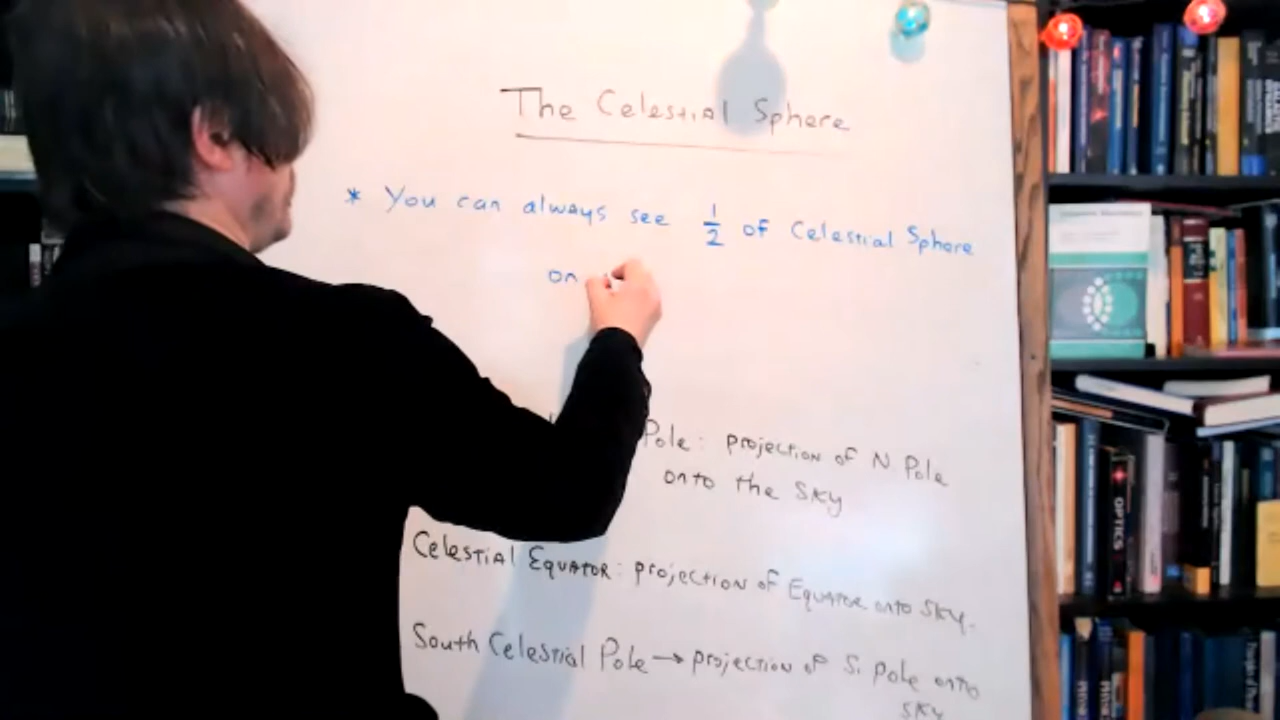 The Celestial Sphere
* You can always see 1/2 of Celestial Sphere
on
Pole: projection of N Pole
onto the Sky
Celestial Equator: projection of Equator onto Sky.
South Celestial Pole → projection of S. pole onto
Sky
OPTICS